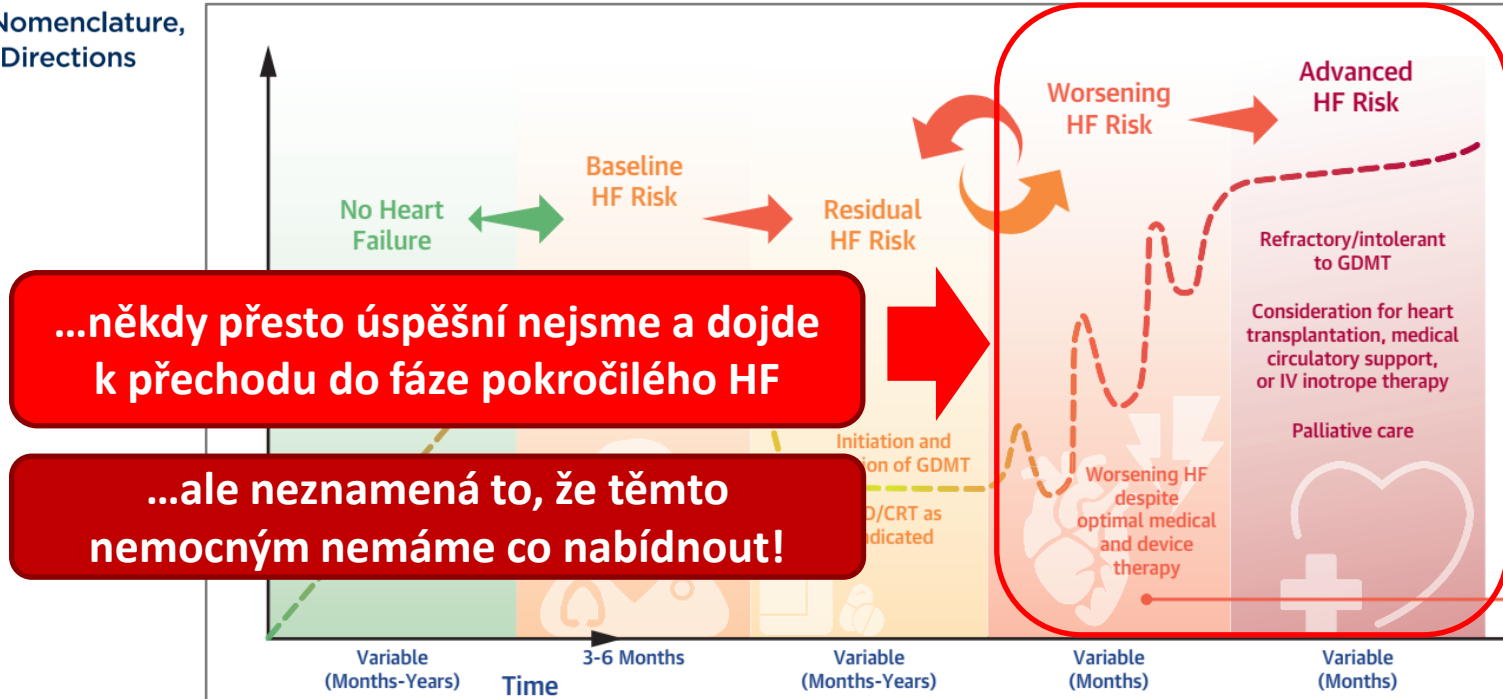 Nomenclature,
Directions
No Heart
Failure
Baseline
HF Risk
Residual
HF Risk
Worsening
HF Risk
Advanced
HF Risk
...někdy přesto úspěšní nejsme a dojde
k přechodu do fáze pokročilého HF
...ale neznamená to, že těmto
nemocným nemáme co nabídnout!
Initiation and
of GDMT
/CRT as
Worsening HF
despite
optimal medical
and device
therapy
Refractory/intolerant
to GDMT
Consideration for heart
transplantation, medical
circulatory support,
or IV inotrope therapy
Palliative care
Variable
(Months-Years)
3-6 Months
Variable
(Months-Years)
Variable
(Months)
Variable
(Months)
Time